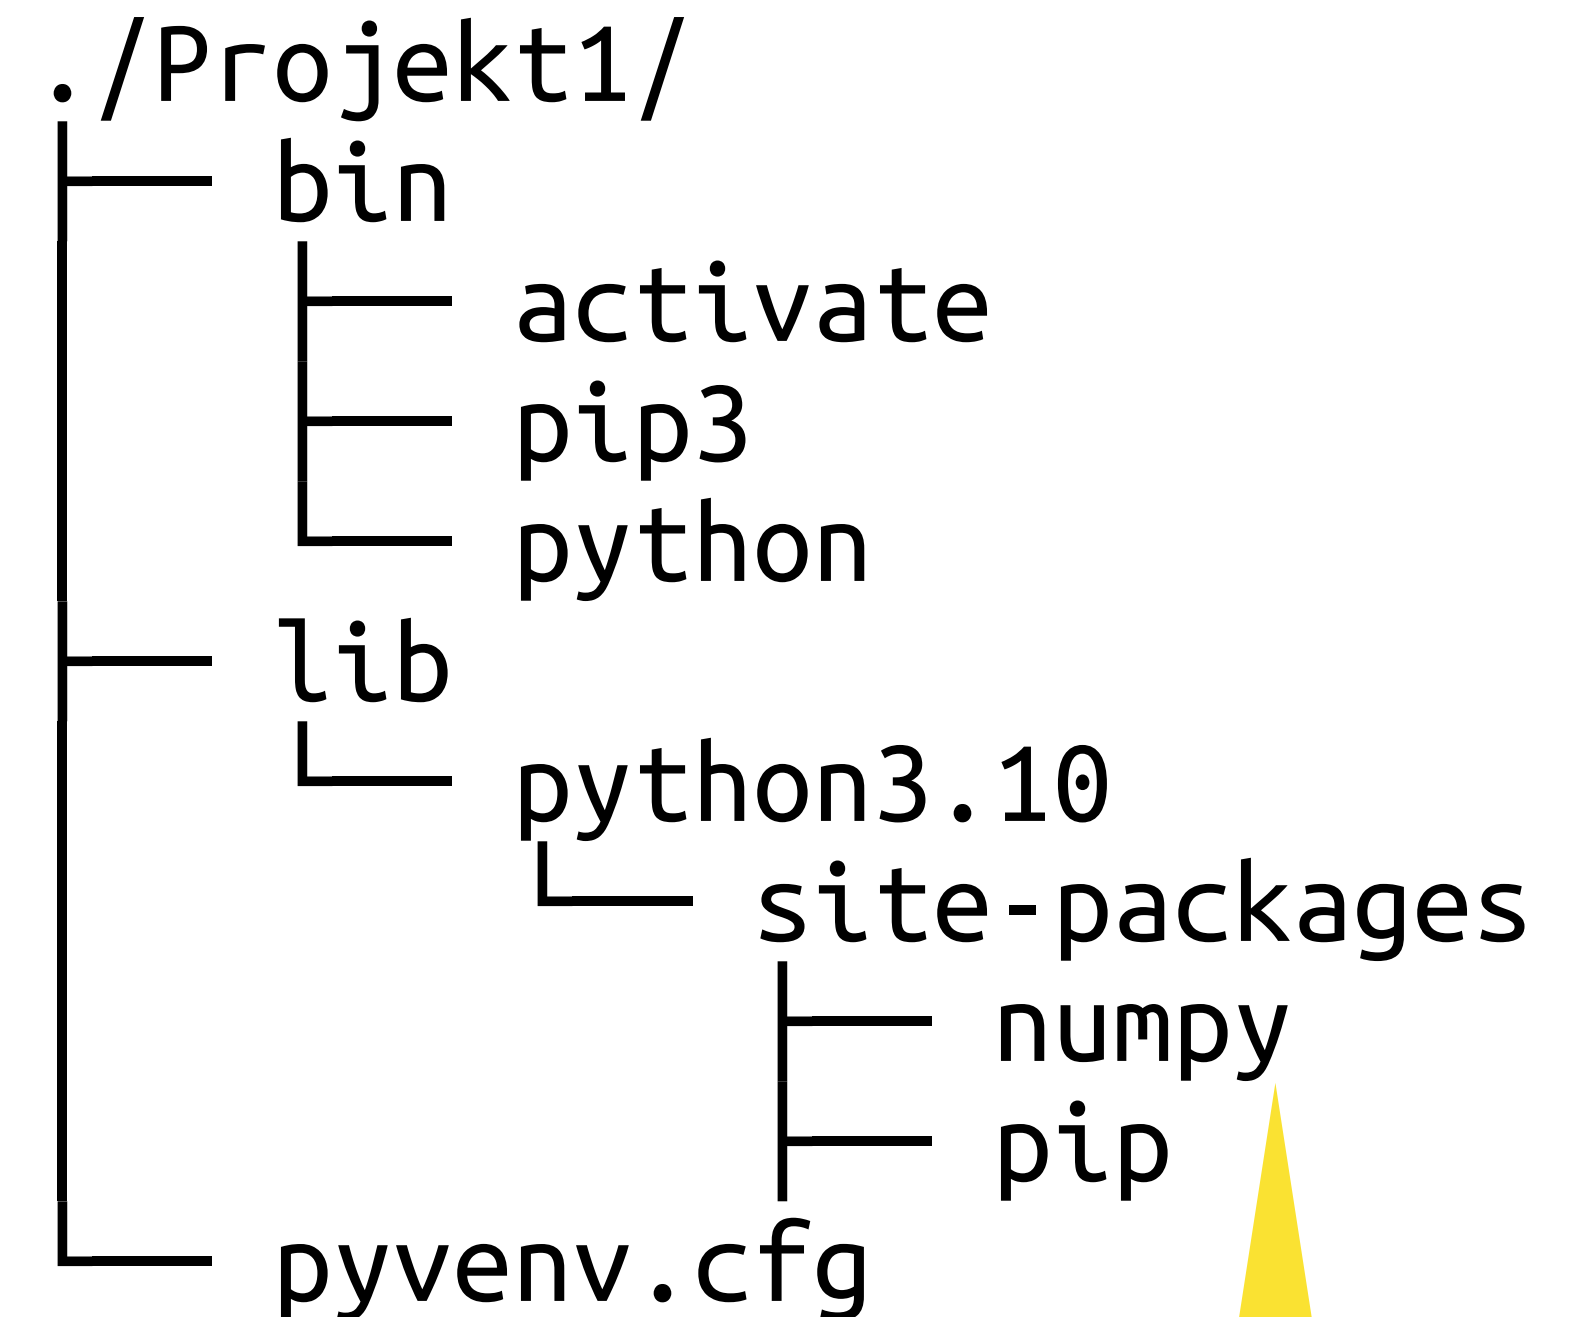 ./Projekt1/
├── bin
│   ├── activate
│   ├── pip3
│   └── python
├── lib
│   └── python3.10
│       └── site-packages
│           ├── numpy
│           ├── pip
└── pyvenv.cfg